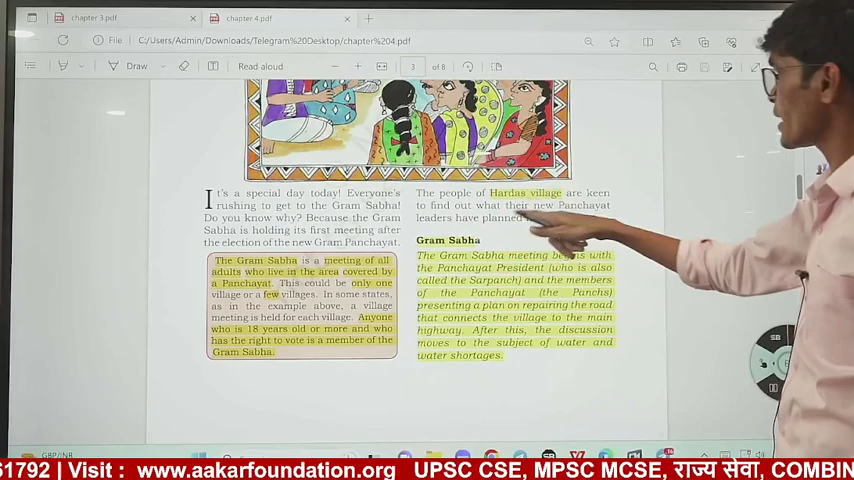 chapter 3.pdf
chapter 4.pdf
File
C:/Users/Admin/Downloads/Telegram%20Desktop/chapter%204.pdf
Draw
Read aloud
3 of 8
It's a special day today! Everyone's
rushing to get to the Gram Sabha!
Do you know why? Because the Gram
Sabha is holding its first meeting after
the election of the new Gram Panchayat.
The Gram Sabha is a meeting of all
adults who live in the area covered by
a Panchayat. This could be only one
village or a few villages. In some states,
as in the example above, a village
meeting is held for each village. Anyone
who is 18 years old or more and who
has the right to vote is a member of the
Gram Sabha.
The people of Hardas village are keen
to find out what their new Panchayat
leaders have planned
Gram Sabha
The Gram Sabha meeting begins with
the Panchayat President (who is also
called the Sarpanch) and the members
of the Panchayat (the Panchs)
presenting a plan on repairing the road
that connects the village to the main
highway. After this, the discussion
moves to the subject of water and
water shortages.
SB
GBP/INR
61792 | Visit : www.aakarfoundation.org UPSC CSE, MPSC MCSE, राज्य सेवा, COMBIN